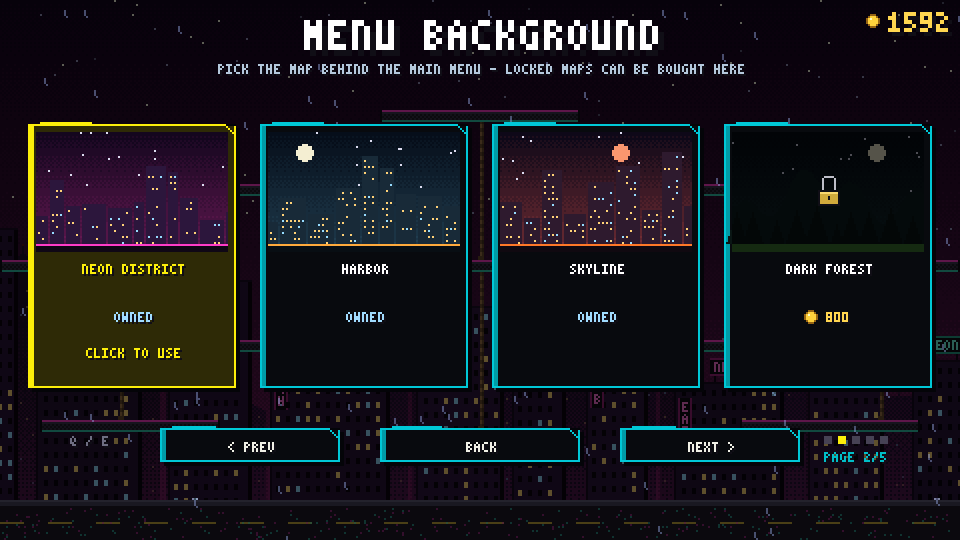 MENU BACKGROUND
1592
PICK THE MAP BEHIND THE MAIN MENU - LOCKED MAPS CAN BE BOUGHT HERE
NEON DISTRICT
HARBOR
SKYLINE
DARK FOREST
OWNED
OWNED
OWNED
800
CLICK TO USE
Q / E
< PREV
BACK
NEXT >
PAGE 2/5